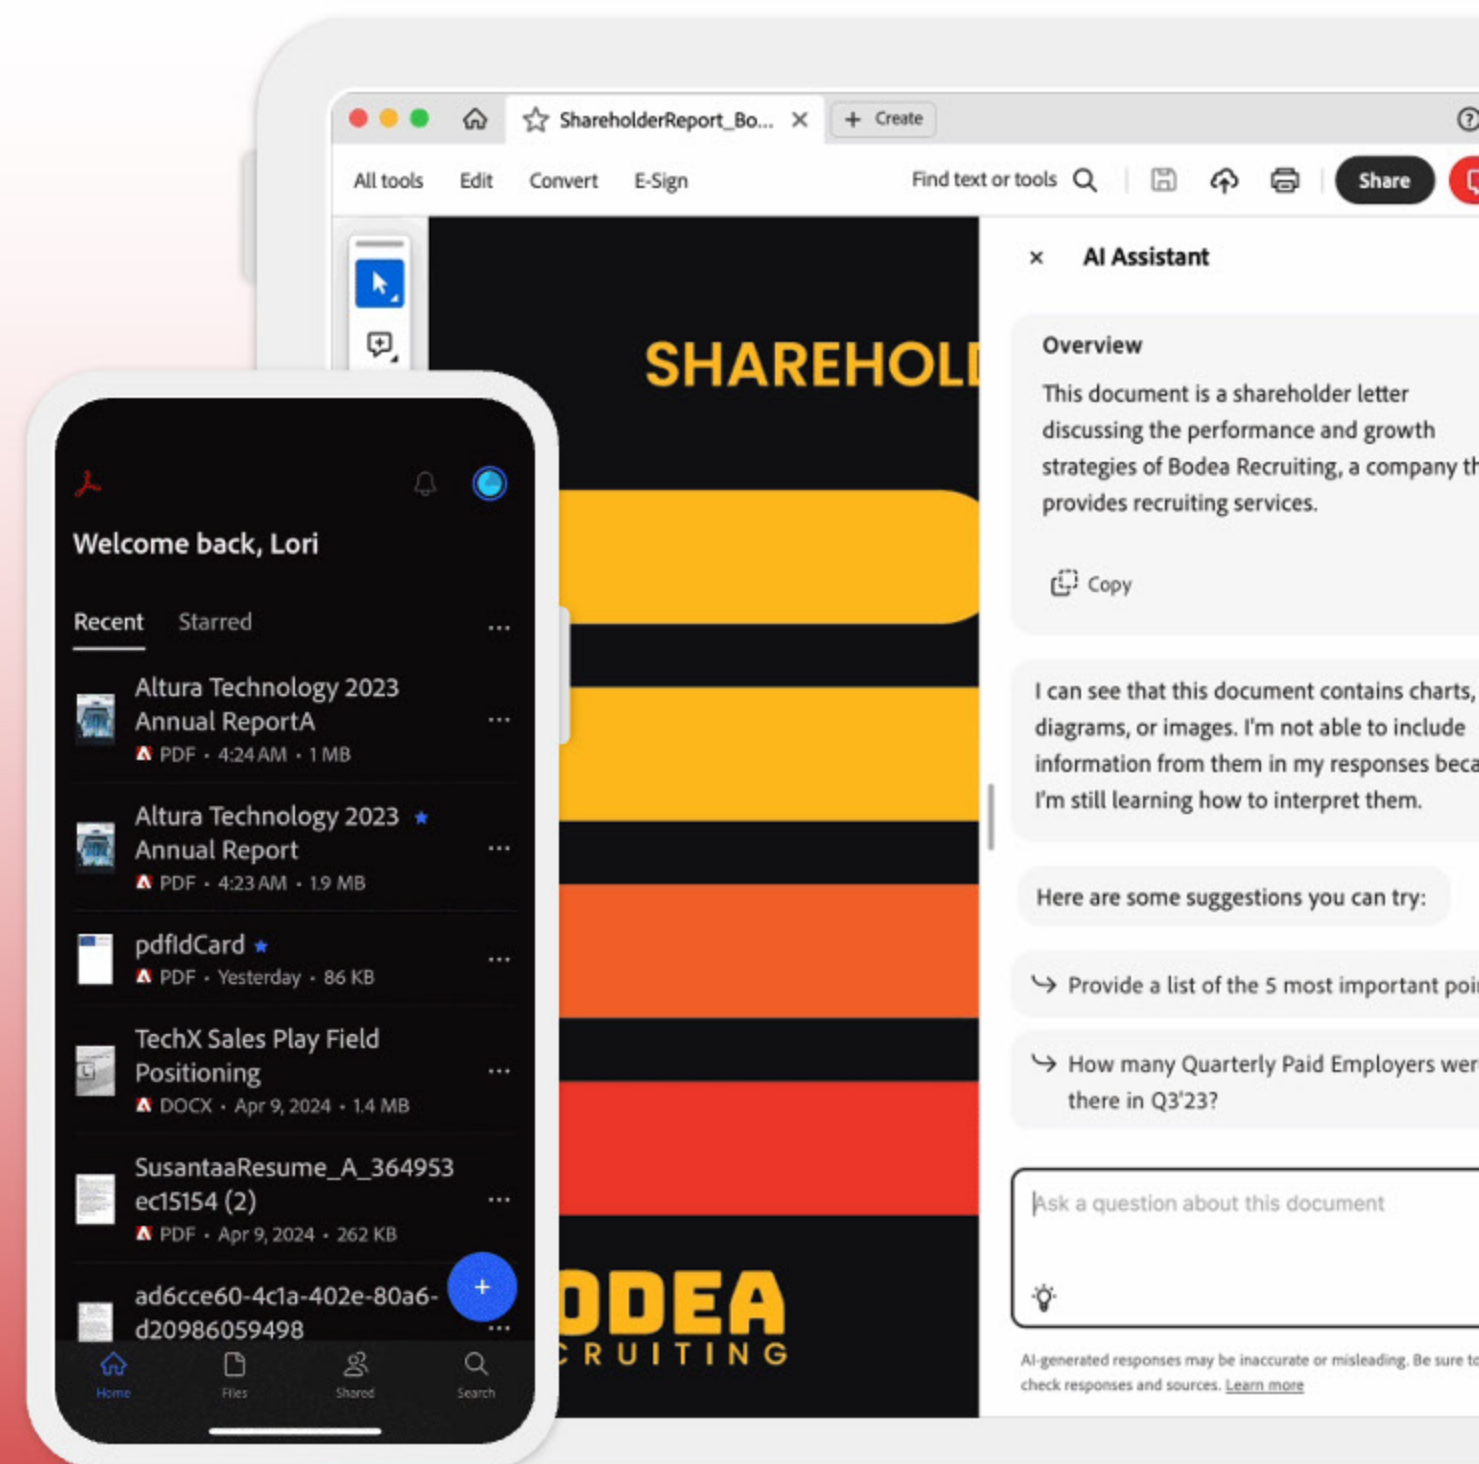 ShareholderReport_Bo...
Create
All tools
Edit
Convert
E-Sign
Find text or tools
Share
SHAREHOLD
ODEA
CRUITING
AI Assistant
Overview
This document is a shareholder letter
discussing the performance and growth
strategies of Bodea Recruiting, a company th
provides recruiting services.
Copy
I can see that this document contains charts,
diagrams, or images. I'm not able to include
information from them in my responses beca
I'm still learning how to interpret them.
Here are some suggestions you can try:
Provide a list of the 5 most important poin
How many Quarterly Paid Employers wer
there in Q3'23?
Ask a question about this document
AI-generated responses may be inaccurate or misleading. Be sure to
check responses and sources. Learn more
Welcome back, Lori
Recent
Starred
Altura Technology 2023
Annual ReportA
PDF • 4:24 AM • 1 MB
Altura Technology 2023
Annual Report
PDF • 4:23 AM • 1.9 MB
pdfIdCard
PDF • Yesterday • 86 KB
TechX Sales Play Field
Positioning
DOCX • Apr 9, 2024 • 1.4 MB
SusantaaResume_A_364953
ec15154 (2)
PDF • Apr 9, 2024 • 262 KB
ad6cce60-4c1a-402e-80a6-
d20986059498
Home
Files
Shared
Search